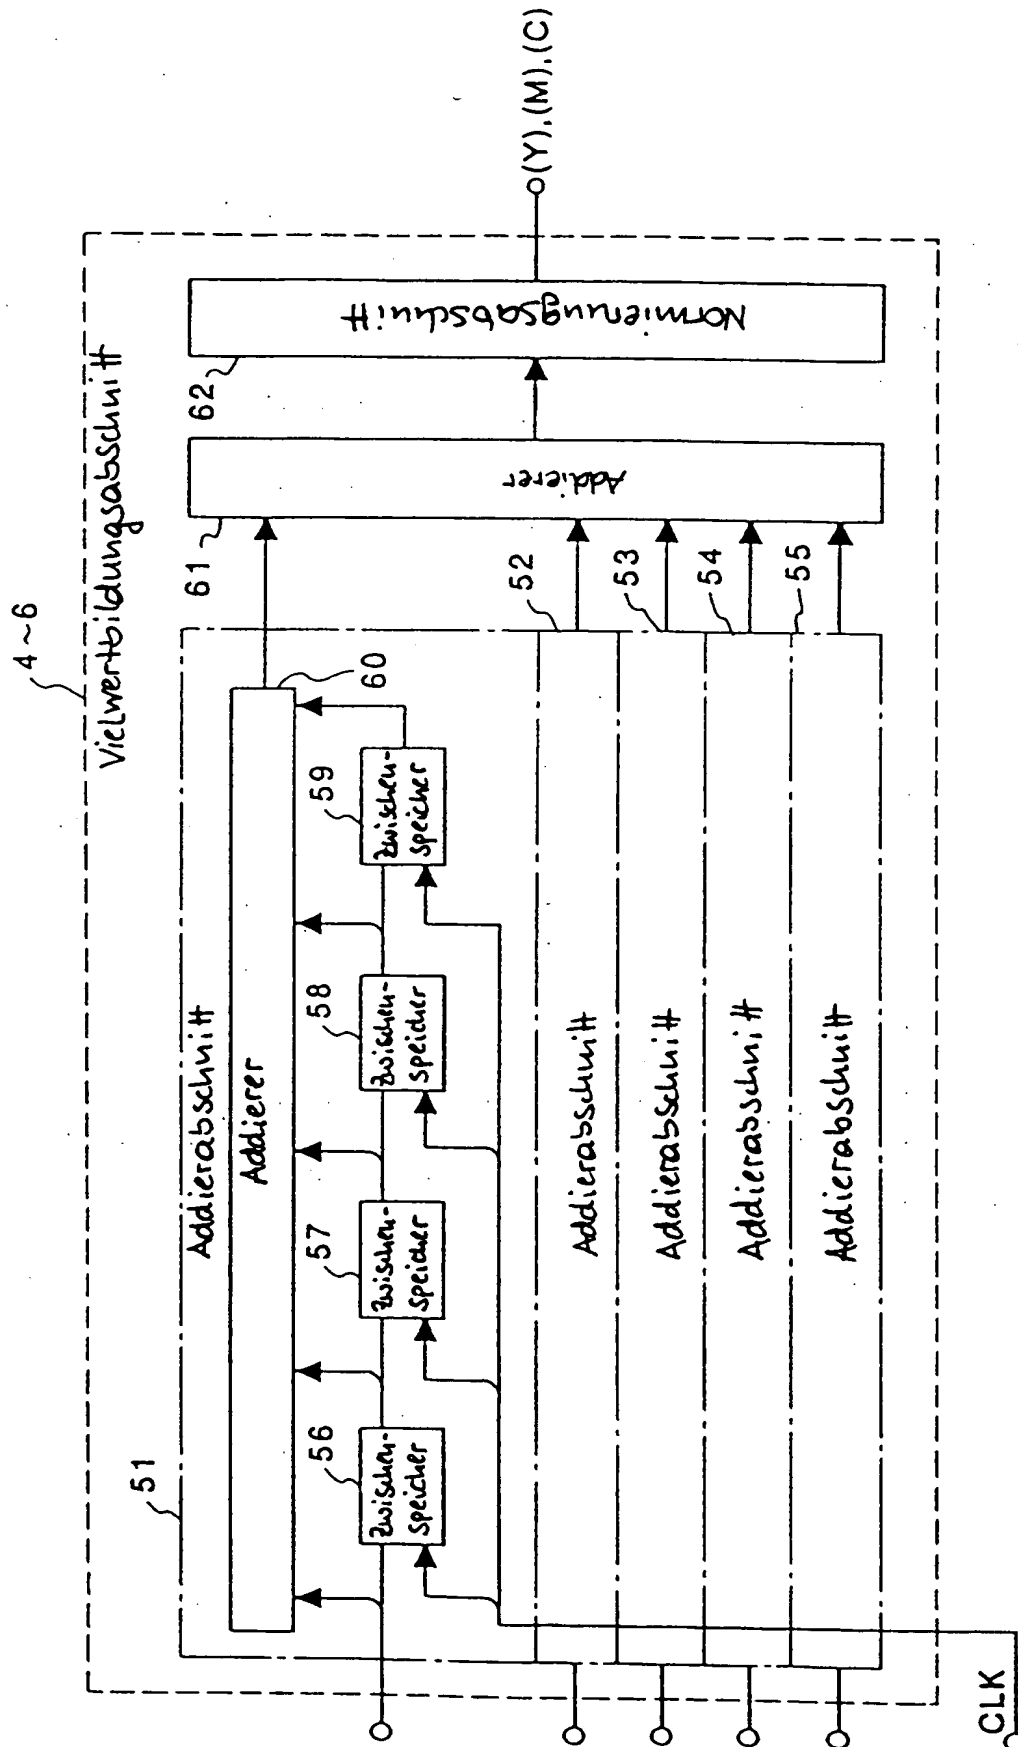 4~6
Vielwertbildungsabschnitt
51
Addierabschnitt
Addierer
60
56
Zwischen-
speicher
57
Zwischen-
speicher
58
Zwischen-
speicher
59
Zwischen-
speicher
61
Addierer
62
Normierungsabschnitt
(Y),(M),(C)
52
Addierabschnitt
53
Addierabschnitt
54
Addierabschnitt
55
Addierabschnitt
CLK